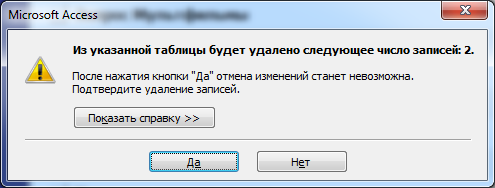 Microsoft Access
Из указанной таблицы будет удалено следующее число записей: 2.
После нажатия кнопки "Да" отмена изменений станет невозможна.
Подтвердите удаление записей.
Показать справку >>
Да
Нет